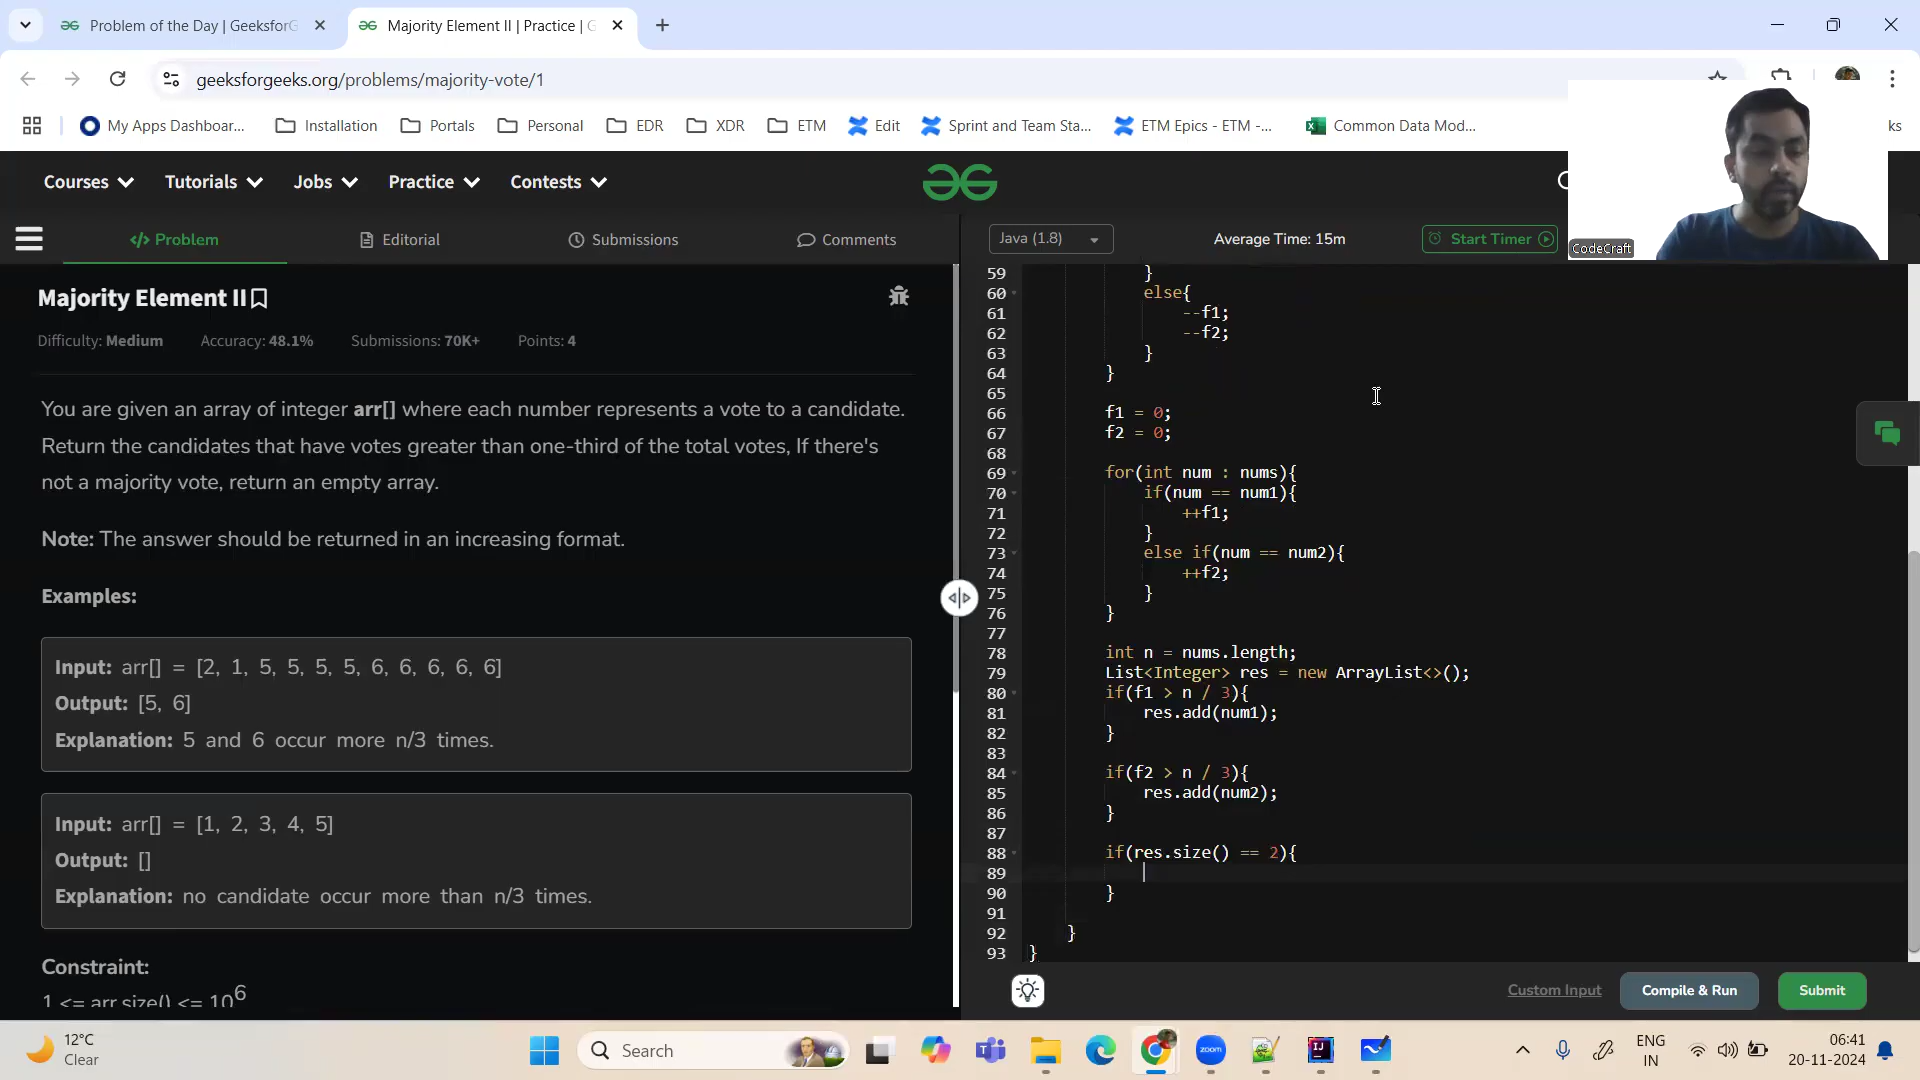 Problem of the Day | GeeksforG
Majority Element II | Practice | G
geeksforgeeks.org/problems/majority-vote/1
My Apps Dashboar...
Installation
Portals
Personal
EDR
XDR
ETM
Edit
Sprint and Team Sta...
ETM Epics - ETM -...
Common Data Mod...
ks
Courses
Tutorials
Jobs
Practice
Contests
CodeCraft
</> Problem
Editorial
Submissions
Comments
Java (1.8)
Average Time: 15m
Start Timer
Majority Element II
Difficulty: Medium Accuracy: 48.1% Submissions: 70K+ Points: 4
You are given an array of integer arr[] where each number represents a vote to a candidate.
Return the candidates that have votes greater than one-third of the total votes, If there's
not a majority vote, return an empty array.
Note: The answer should be returned in an increasing format.
Examples:
Input: arr[] = [2, 1, 5, 5, 5, 5, 6, 6, 6, 6, 6]
Output: [5, 6]
Explanation: 5 and 6 occur more n/3 times.
Input: arr[] = [1, 2, 3, 4, 5]
Output: []
Explanation: no candidate occur more than n/3 times.
Constraint:
1 <= arr.size() <= 10^6
59 }
60 else{
61 --f1;
62 --f2;
63 }
64 }
65
66 f1 = 0;
67 f2 = 0;
68
69 for(int num : nums){
70 if(num == num1){
71 ++f1;
72 }
73 else if(num == num2){
74 ++f2;
75 }
76 }
77
78 int n = nums.length;
79 List<Integer> res = new ArrayList<>();
80 if(f1 > n / 3){
81 res.add(num1);
82 }
83
84 if(f2 > n / 3){
85 res.add(num2);
86 }
87
88 if(res.size() == 2){
89
90 }
91
92 }
93 }
Custom Input
Compile & Run
Submit
12°C
Clear
Search
zoom
IJ
ENG
IN
06:41
20-11-2024